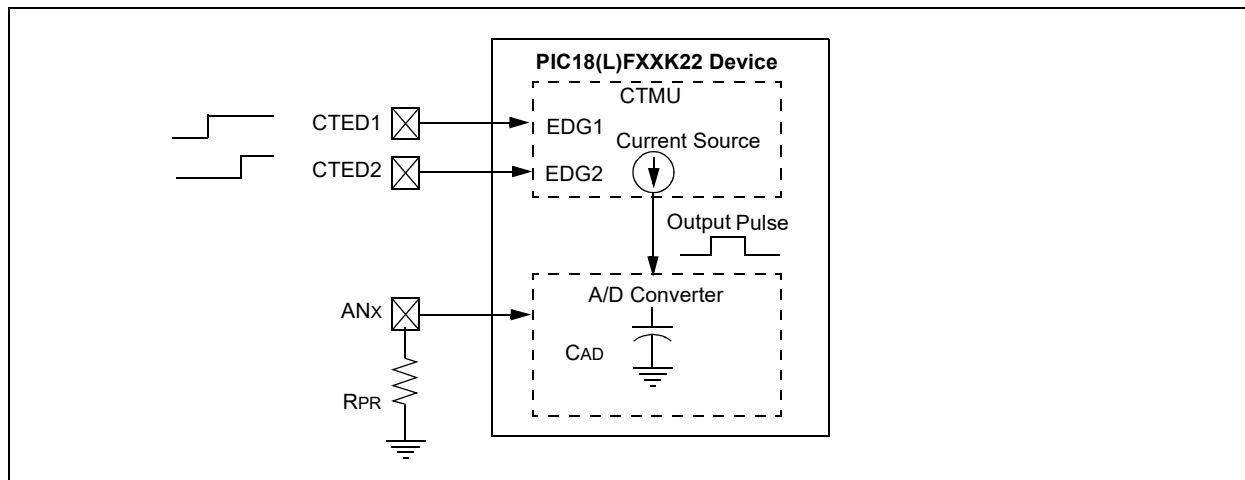 PIC18(L)FXXK22 Device
CTMU
CTED1
EDG1
Current Source
CTED2
EDG2
Output Pulse
A/D Converter
ANX
CAD
RPR